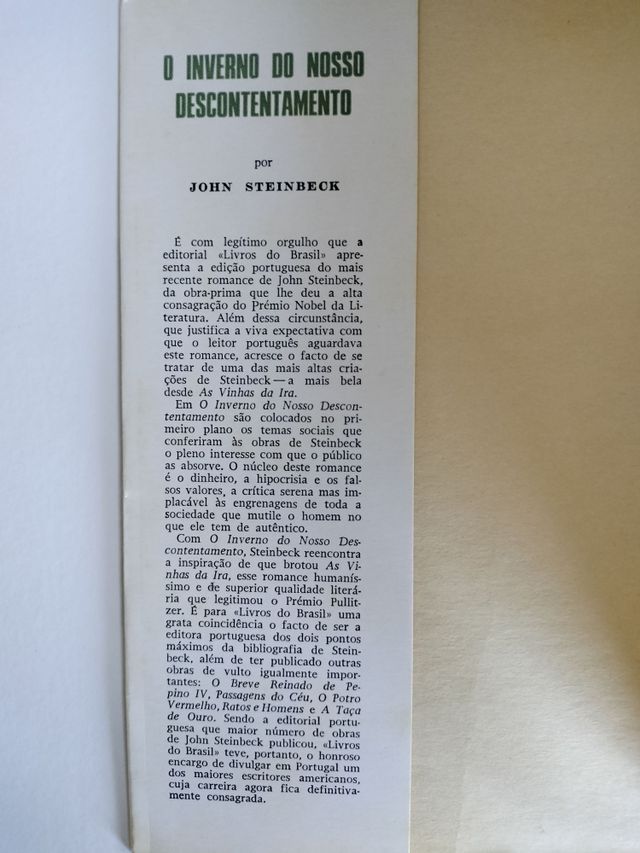 O INVERNO DO NOSSO
DESCONTENTAMENTO
por
JOHN STEINBECK
É com legítimo orgulho que a
editorial «Livros do Brasil» apre-
senta a edição portuguesa do mais
recente romance de John Steinbeck,
da obra-prima que lhe deu a alta
consagração do Prémio Nobel da Li-
teratura. Além dessa circunstância,
que justifica a viva expectativa com
que o leitor português aguardava
este romance, acresce o facto de se
tratar de uma das mais altas cria-
ções de Steinbeck — a mais bela
desde As Vinhas da Ira.
Em O Inverno do Nosso Descon-
tentamento são colocados no pri-
meiro plano os temas sociais que
conferiram às obras de Steinbeck
o pleno interesse com que o público
as absorve. O núcleo deste romance
é o dinheiro, a hipocrisia e os fal-
sos valores, a crítica serena mas im-
placável às engrenagens de toda a
sociedade que mutile o homem no
que ele tem de autêntico.
Com O Inverno do Nosso Des-
contentamento, Steinbeck reencontra
a inspiração de que brotou As Vi-
nhas da Ira, esse romance humanís-
simo e de superior qualidade literá-
ria que legitimou o Prémio Pullit-
zer. É para «Livros do Brasil» uma
grata coincidência o facto de ser a
editora portuguesa dos dois pontos
máximos da bibliografia de Stein-
beck, além de ter publicado outras
obras de vulto igualmente impor-
tantes: O Breve Reinado de Pe-
pino IV, Passagens do Céu, O Potro
Vermelho, Ratos e Homens e A Taça
de Ouro. Sendo a editorial portu-
guesa que maior número de obras
de John Steinbeck publicou, «Livros
do Brasil» teve, portanto, o honroso
encargo de divulgar em Portugal um
dos maiores escritores americanos,
cuja carreira agora fica definitiva-
mente consagrada.